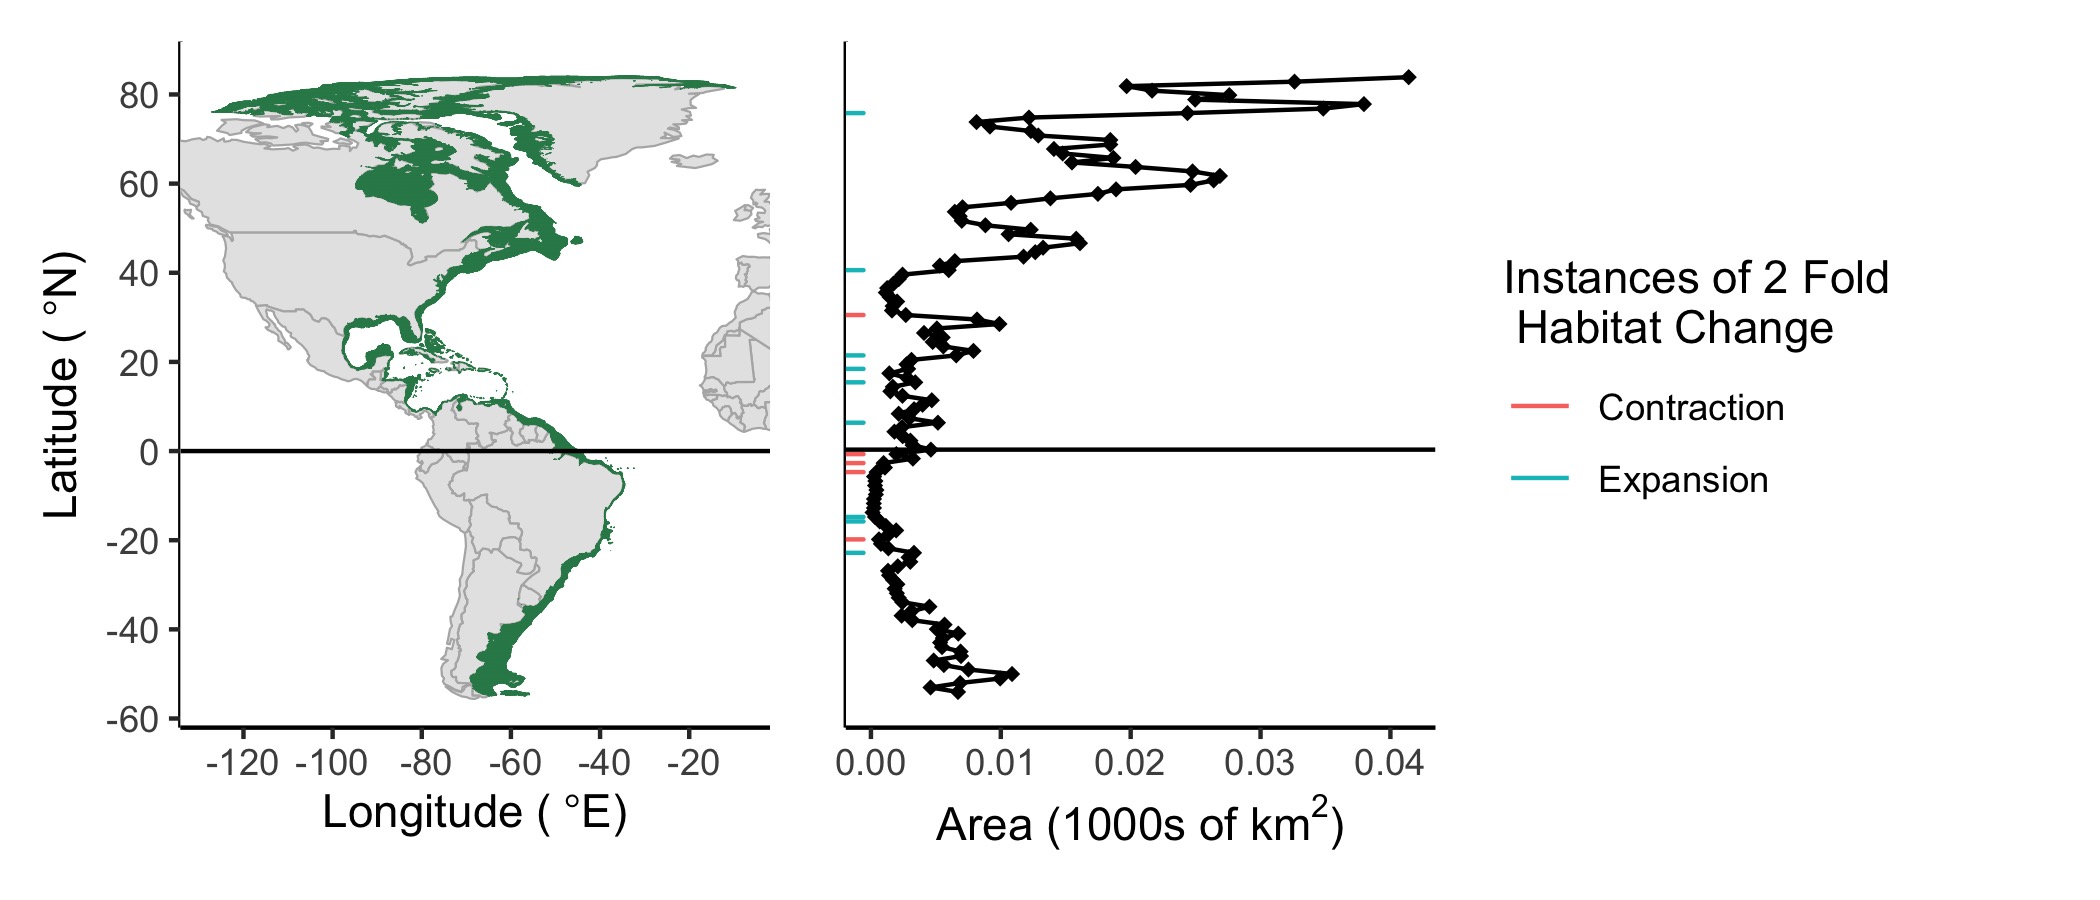 Latitude ( °N)
80
60
40
20
0
-20
-40
-60
-120 -100 -80 -60 -40 -20
Longitude ( °E)
0.00 0.01 0.02 0.03 0.04
Area (1000s of km²)
Instances of 2 Fold
Habitat Change
Contraction
Expansion